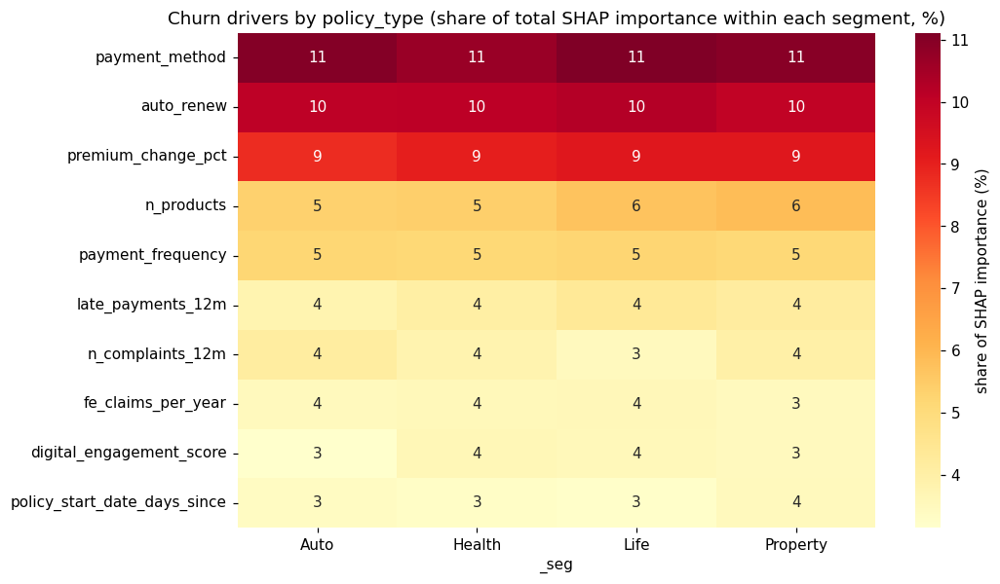 Churn drivers by policy_type (share of total SHAP importance within each segment, %)
payment_method 11 11 11 11
auto_renew 10 10 10 10
premium_change_pct 9 9 9 9
n_products 5 5 6 6
payment_frequency 5 5 5 5
late_payments_12m 4 4 4 4
n_complaints_12m 4 4 3 4
fe_claims_per_year 4 4 4 3
digital_engagement_score 3 4 4 3
policy_start_date_days_since 3 3 3 4
Auto Health Life Property
_seg
11
10
9
8
7
6
5
4
share of SHAP importance (%)